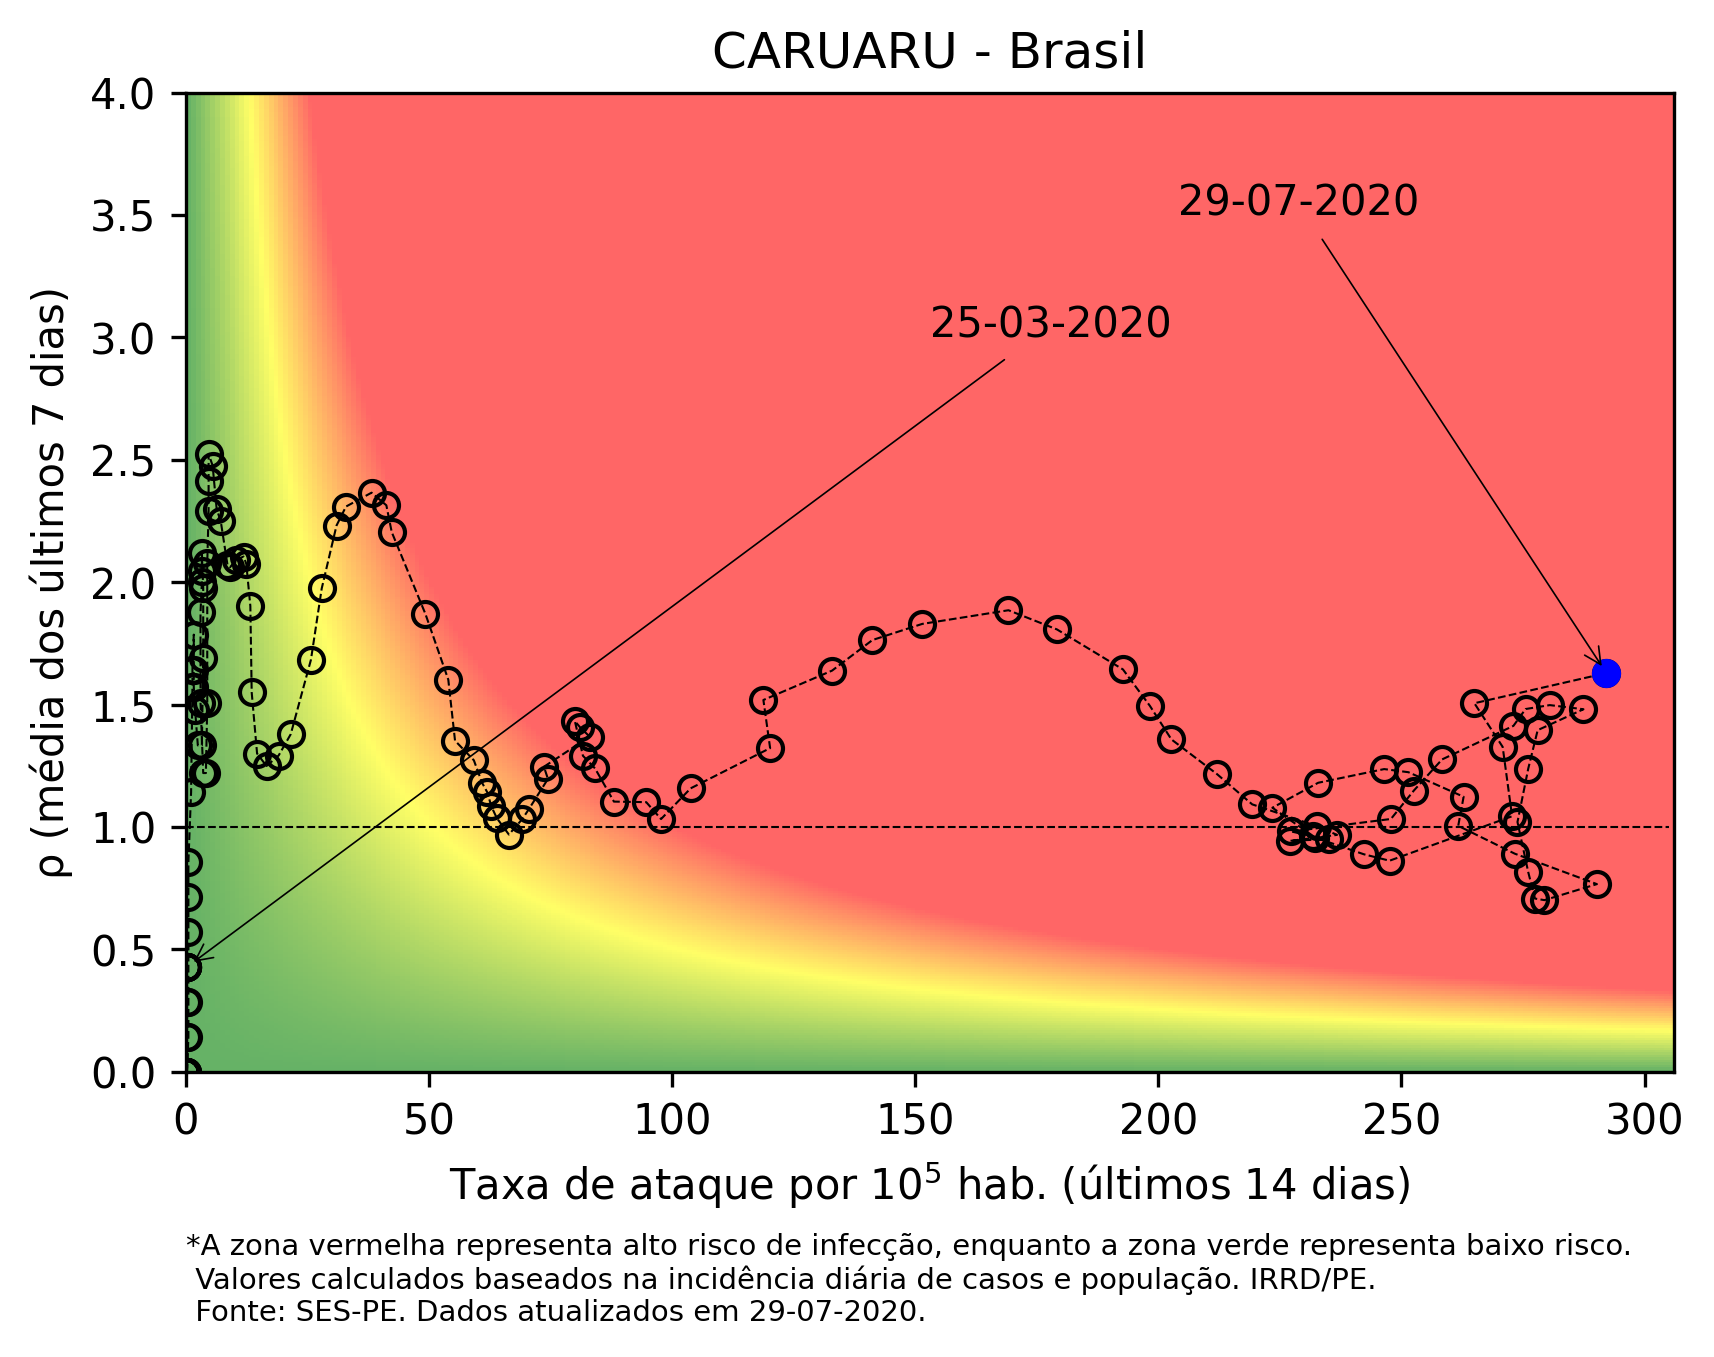 CARUARU - Brasil
4.0
3.5
3.0
2.5
2.0
1.5
1.0
0.5
0.0
ρ (média dos últimos 7 dias)
29-07-2020
25-03-2020
0 50 100 150 200 250 300
Taxa de ataque por 10⁵ hab. (últimos 14 dias)
*A zona vermelha representa alto risco de infecção, enquanto a zona verde representa baixo risco.
Valores calculados baseados na incidência diária de casos e população. IRRD/PE.
Fonte: SES-PE. Dados atualizados em 29-07-2020.